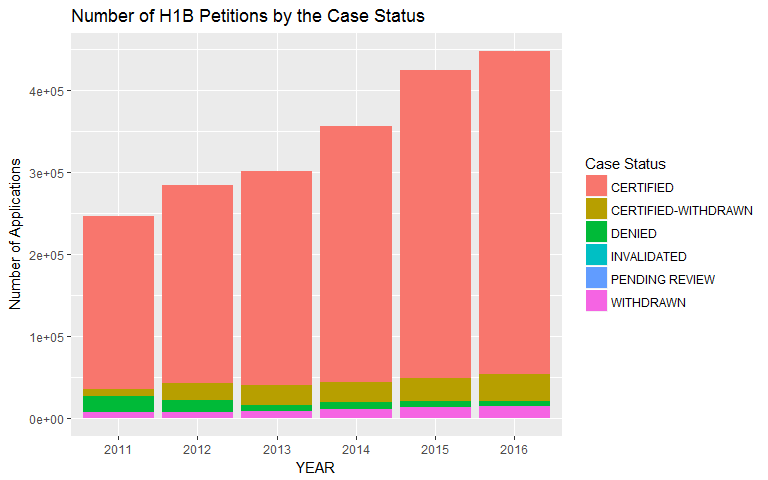 Number of H1B Petitions by the Case Status
Number of Applications
4e+05
3e+05
2e+05
1e+05
0e+00
2011 2012 2013 2014 2015 2016
YEAR
Case Status
CERTIFIED
CERTIFIED-WITHDRAWN
DENIED
INVALIDATED
PENDING REVIEW
WITHDRAWN